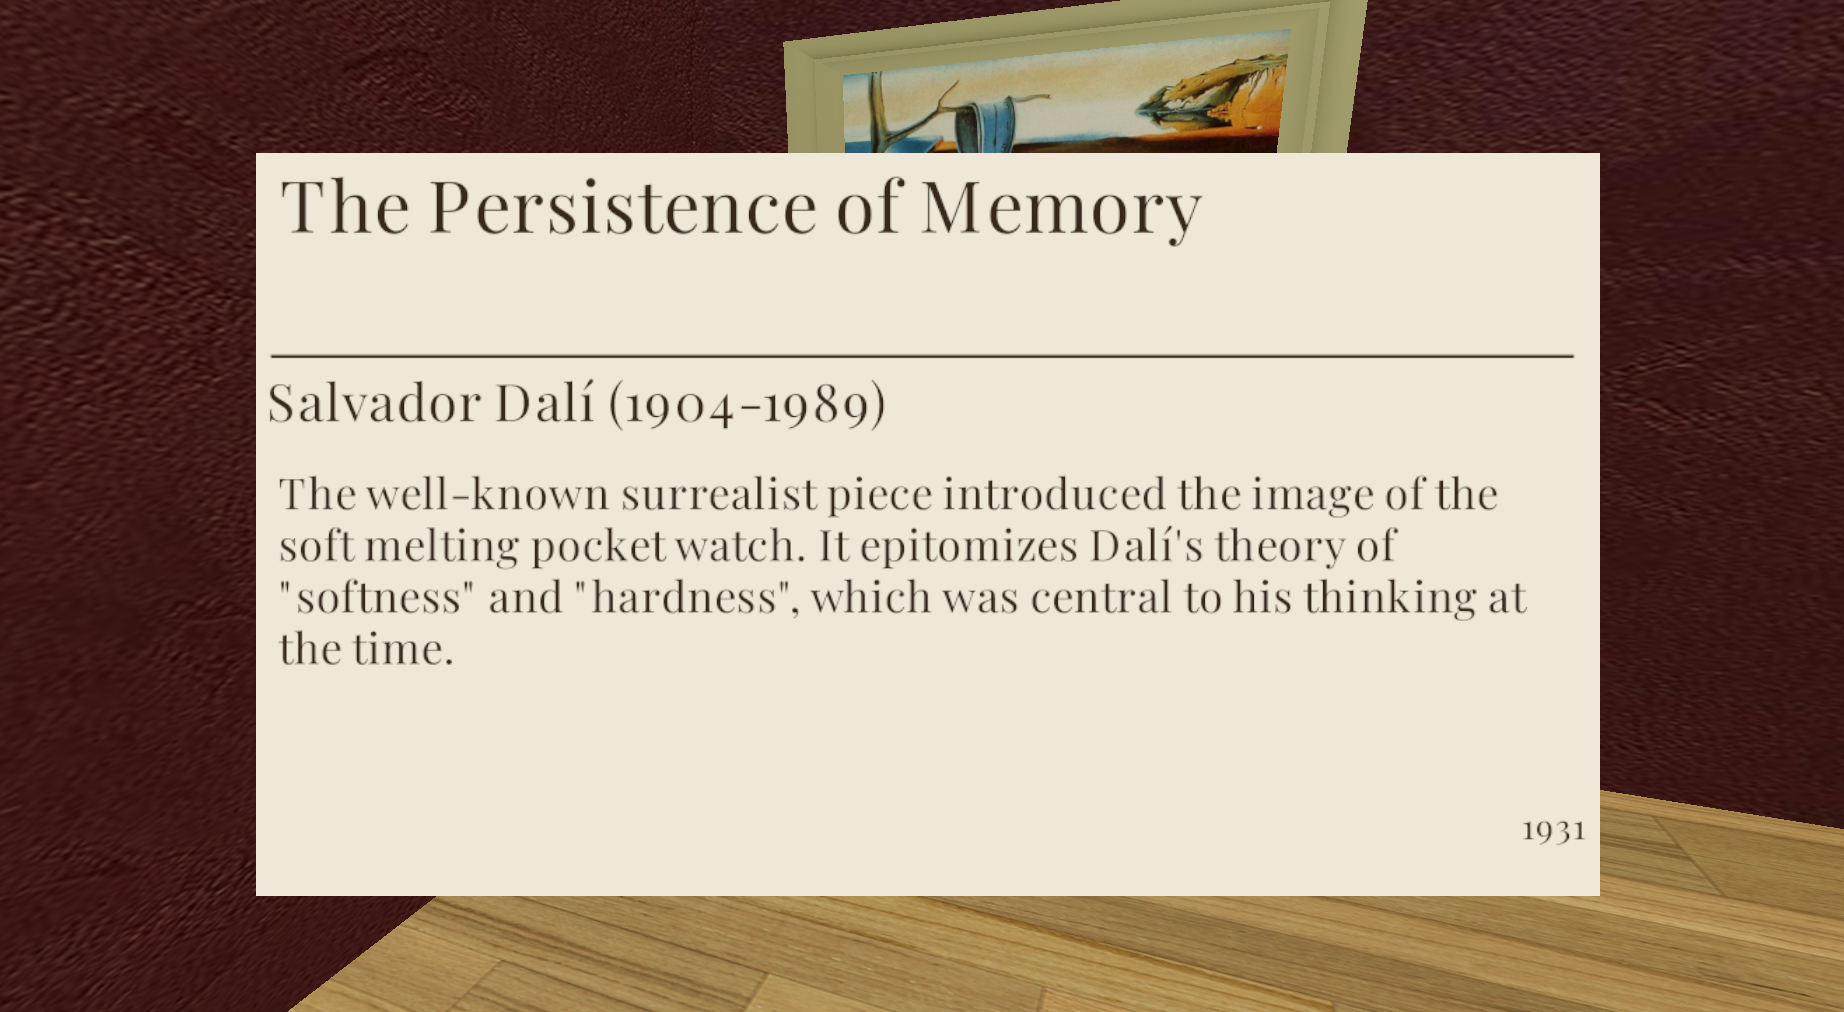 The Persistence of Memory
Salvador Dalí (1904-1989)
The well-known surrealist piece introduced the image of the
soft melting pocket watch. It epitomizes Dalí's theory of
"softness" and "hardness", which was central to his thinking at
the time.
1931